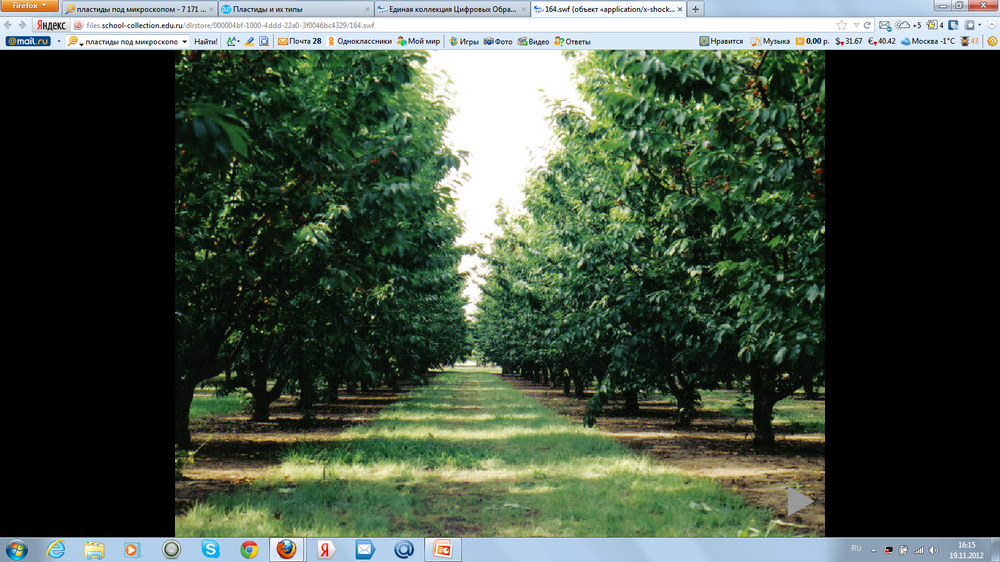 Firefox
пластиды под микроскопом - 7 171 ...
Пластиды и их типы
Единая коллекция Цифровых Обра...
164.swf (объект «application/x-shock...
Яндекс
files.school-collection.edu.ru/dlrstore/000004bf-1000-4ddd-22a0-3f0046bc4329/164.swf
+5
4
@mail.ru
пластиды под микроскопо
Найти!
Почта 28
Одноклассники
Мой мир
Игры
Фото
Видео
Ответы
Нравится
Музыка
0,00 р.
$ 31.67
€ 40.42
Москва -1°C
43
RU
16:15
19.11.2012